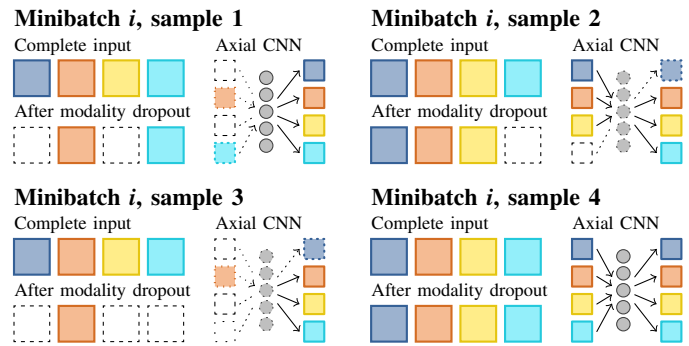 Minibatch i, sample 1
Complete input
Axial CNN
After modality dropout
Minibatch i, sample 2
Complete input
Axial CNN
After modality dropout
Minibatch i, sample 3
Complete input
Axial CNN
After modality dropout
Minibatch i, sample 4
Complete input
Axial CNN
After modality dropout